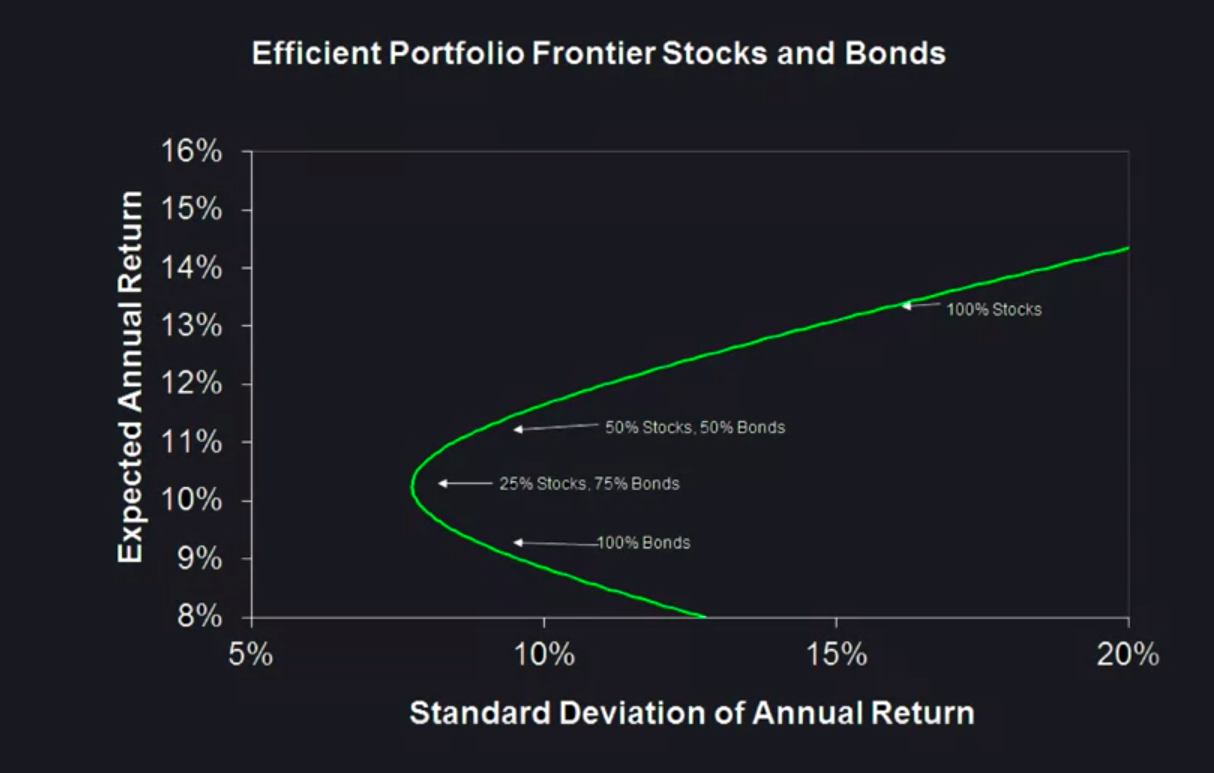 Efficient Portfolio Frontier Stocks and Bonds
Expected Annual Return
16%
15%
14%
13%
12%
11%
10%
9%
8%
100% Stocks
50% Stocks, 50% Bonds
25% Stocks, 75% Bonds
100% Bonds
5% 10% 15% 20%
Standard Deviation of Annual Return